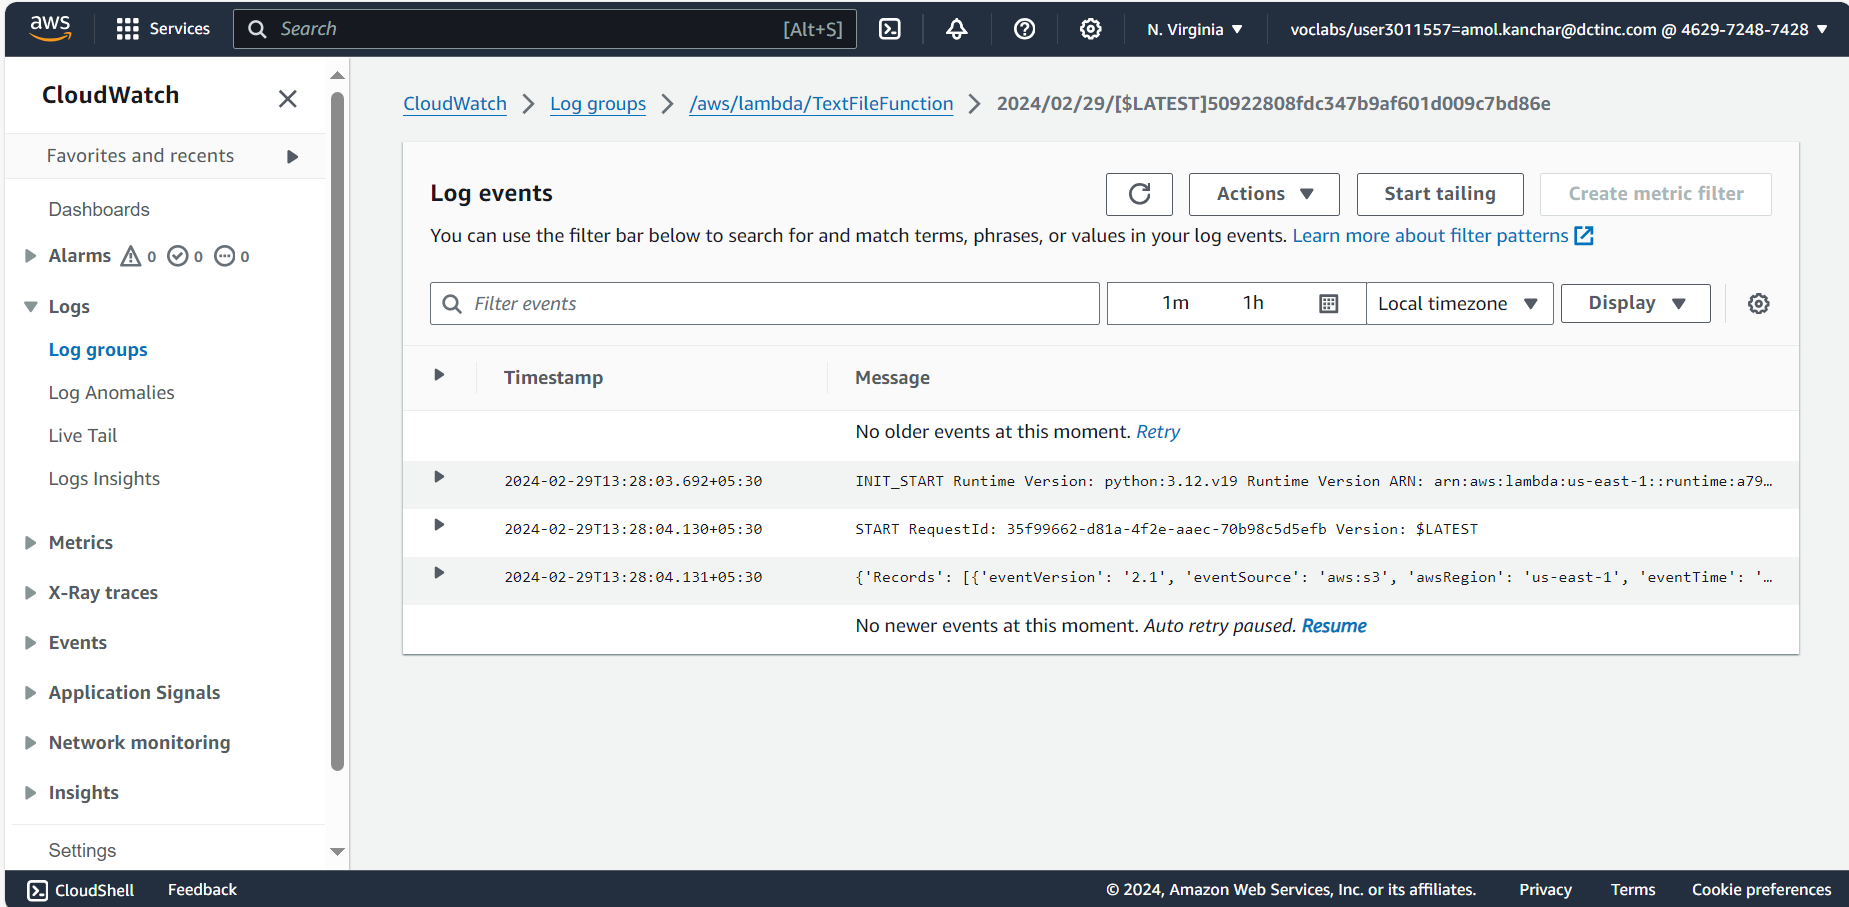 aws
Services
Search
[Alt+S]
N. Virginia
voclabs/user3011557=amol.kanchar@dctinc.com @ 4629-7248-7428
CloudWatch
Favorites and recents
Dashboards
Alarms 0 0 0
Logs
Log groups
Log Anomalies
Live Tail
Logs Insights
Metrics
X-Ray traces
Events
Application Signals
Network monitoring
Insights
Settings
CloudWatch
Log groups
/aws/lambda/TextFileFunction
2024/02/29/[$LATEST]50922808fdc347b9af601d009c7bd86e
Log events
Actions
Start tailing
Create metric filter
You can use the filter bar below to search for and match terms, phrases, or values in your log events. Learn more about filter patterns
Filter events
1m 1h
Local timezone
Display
Timestamp Message
No older events at this moment. Retry
2024-02-29T13:28:03.692+05:30 INIT_START Runtime Version: python:3.12.v19 Runtime Version ARN: arn:aws:lambda:us-east-1::runtime:a79…
2024-02-29T13:28:04.130+05:30 START RequestId: 35f99662-d81a-4f2e-aaec-70b98c5d5efb Version: $LATEST
2024-02-29T13:28:04.131+05:30 {'Records': [{'eventVersion': '2.1', 'eventSource': 'aws:s3', 'awsRegion': 'us-east-1', 'eventTime': '…
No newer events at this moment. Auto retry paused. Resume
CloudShell
Feedback
© 2024, Amazon Web Services, Inc. or its affiliates.
Privacy
Terms
Cookie preferences